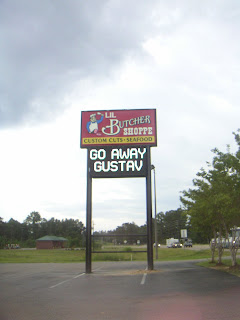 LIL
BUTCHER
SHOPPE
CUSTOM CUTS • SEAFOOD
GO AWAY
GUSTAV